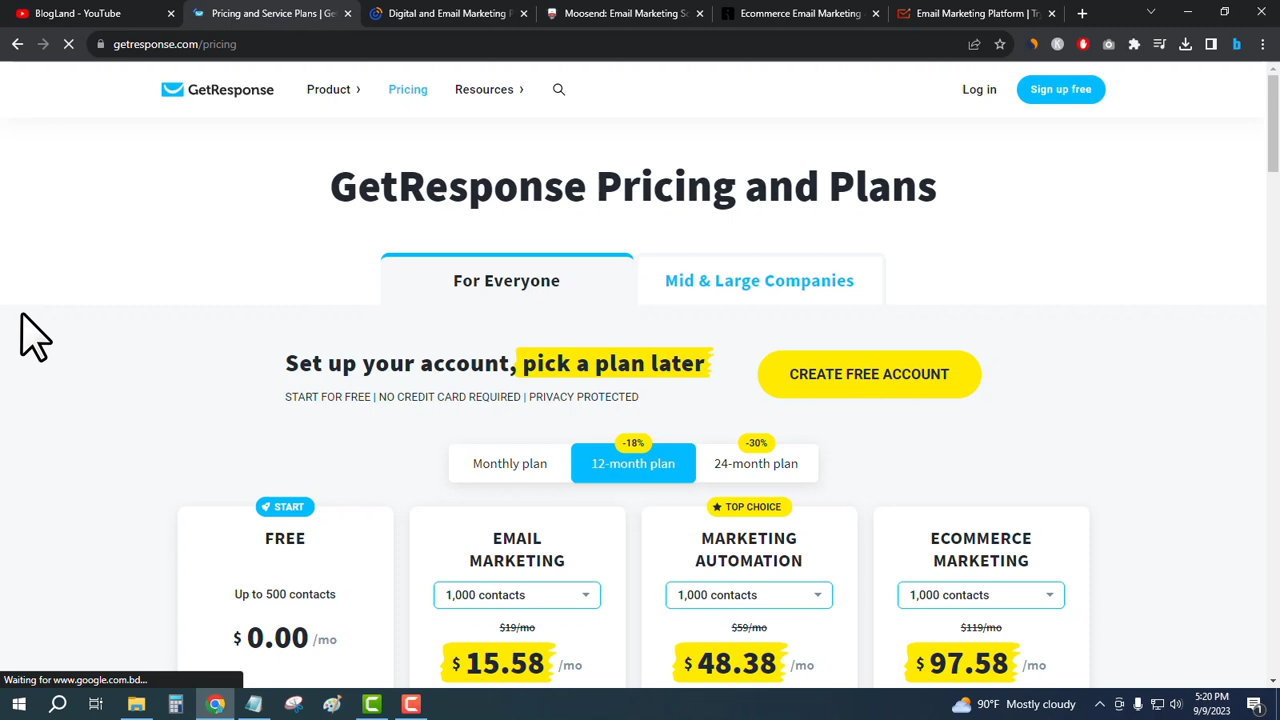 BlogLand - YouTube
Pricing and Service Plans | Ge
Digital and Email Marketing P
Moosend: Email Marketing So
Ecommerce Email Marketing
Email Marketing Platform | Try
getresponse.com/pricing
GetResponse
Product
Pricing
Resources
Log in
Sign up free
GetResponse Pricing and Plans
For Everyone
Mid & Large Companies
Set up your account, pick a plan later
CREATE FREE ACCOUNT
START FOR FREE | NO CREDIT CARD REQUIRED | PRIVACY PROTECTED
-18%
-30%
Monthly plan
12-month plan
24-month plan
START
TOP CHOICE
FREE
Up to 500 contacts
$ 0.00 /mo
EMAIL
MARKETING
1,000 contacts
$19/mo
$ 15.58 /mo
MARKETING
AUTOMATION
1,000 contacts
$59/mo
$ 48.38 /mo
ECOMMERCE
MARKETING
1,000 contacts
$119/mo
$ 97.58 /mo
Waiting for www.google.com.bd...
90°F Mostly cloudy
5:20 PM
9/9/2023